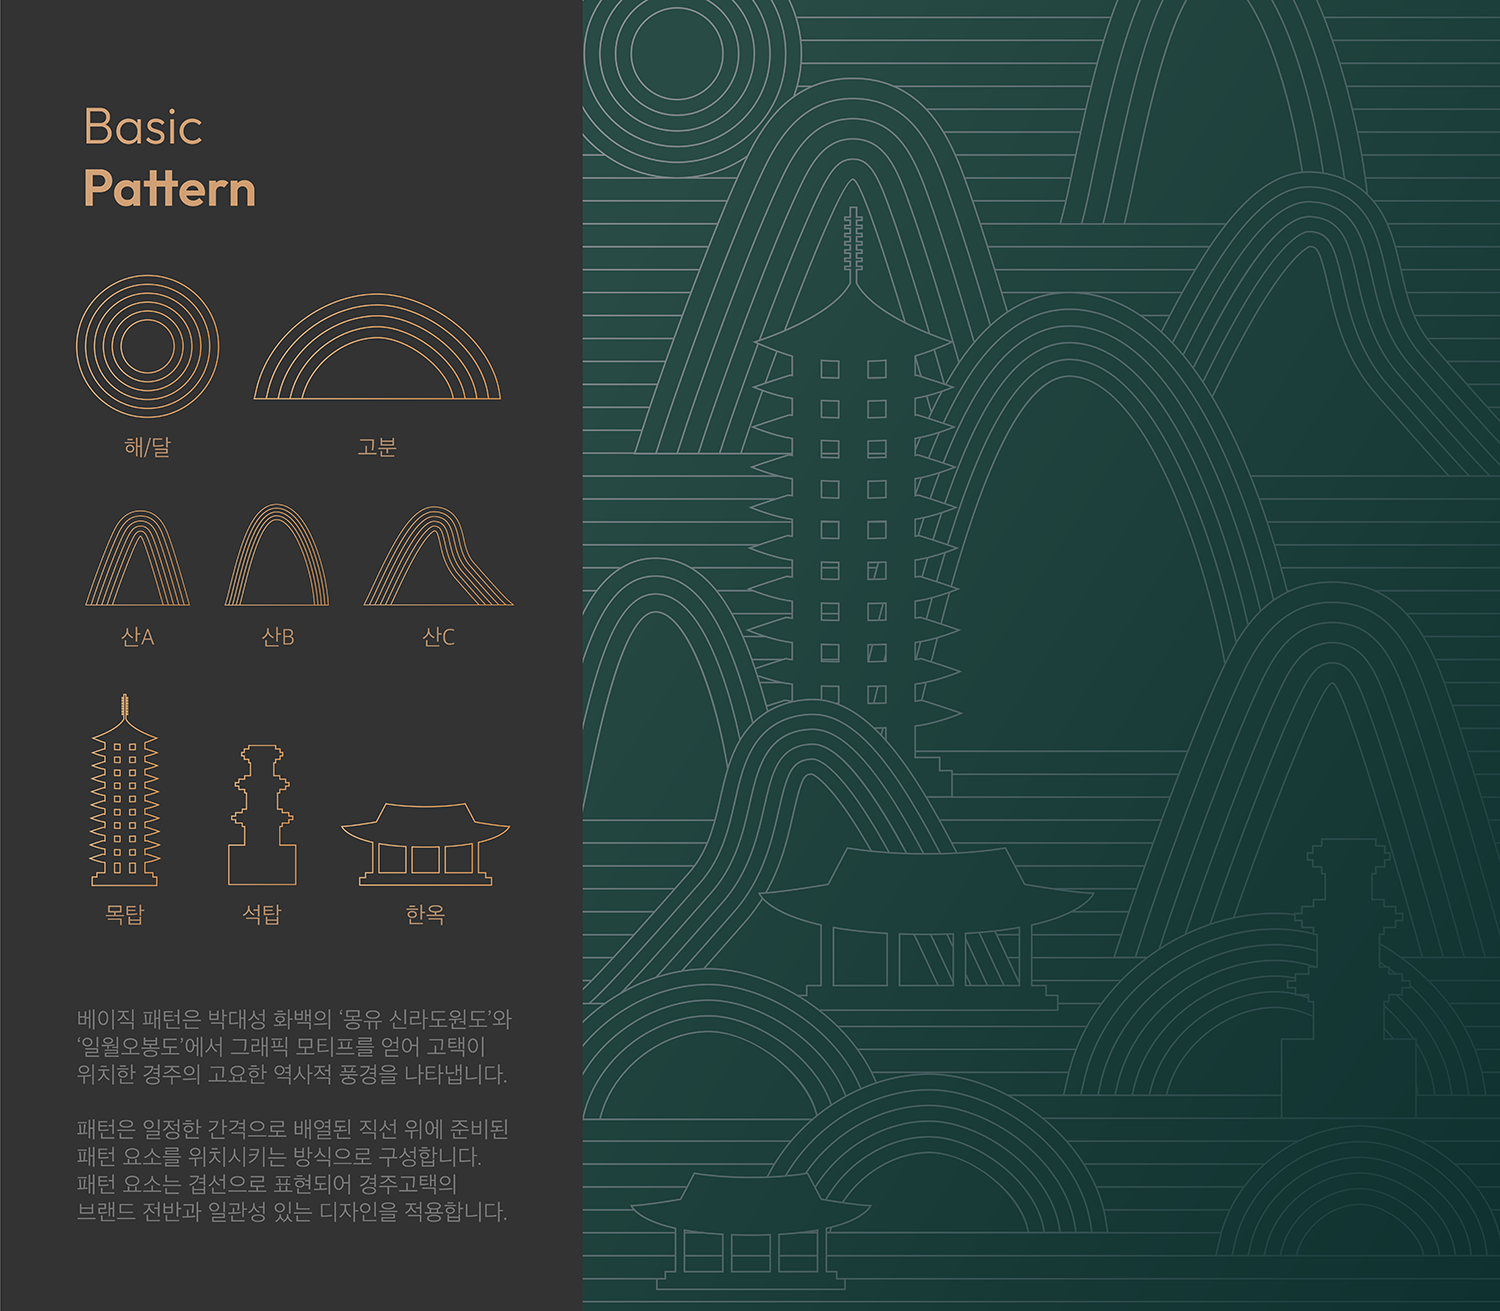 Basic
Pattern
해/달
고분
산A
산B
산C
목탑
석탑
한옥
베이직 패턴은 박대성 화백의 ‘몽유 신라도원도’와
‘일월오봉도’에서 그래픽 모티프를 얻어 고택이
위치한 경주의 고요한 역사적 풍경을 나타냅니다.
패턴은 일정한 간격으로 배열된 직선 위에 준비된
패턴 요소를 위치시키는 방식으로 구성합니다.
패턴 요소는 겹선으로 표현되어 경주고택의
브랜드 전반과 일관성 있는 디자인을 적용합니다.